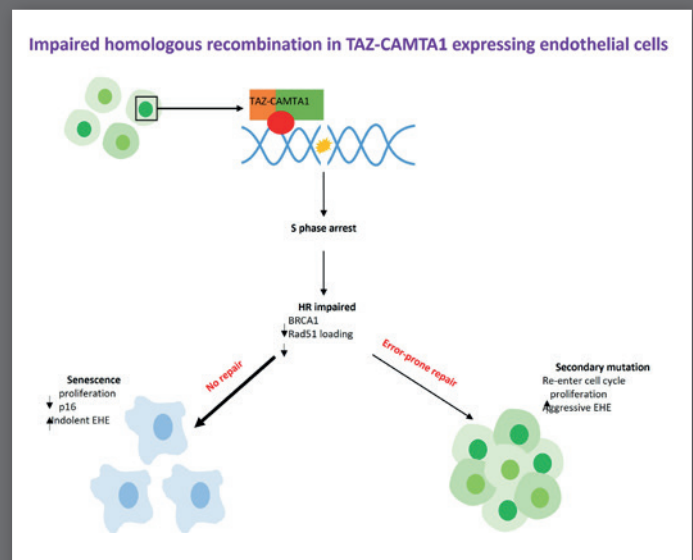 Impaired homologous recombination in TAZ-CAMTA1 expressing endothelial cells
TAZ-CAMTA1
S phase arrest
HR impaired
BRCA1
Rad51 loading
No repair
Error-prone repair
Senescence
proliferation
p16
Indolent EHE
Secondary mutation
Re-enter cell cycle
proliferation
Aggressive EHE